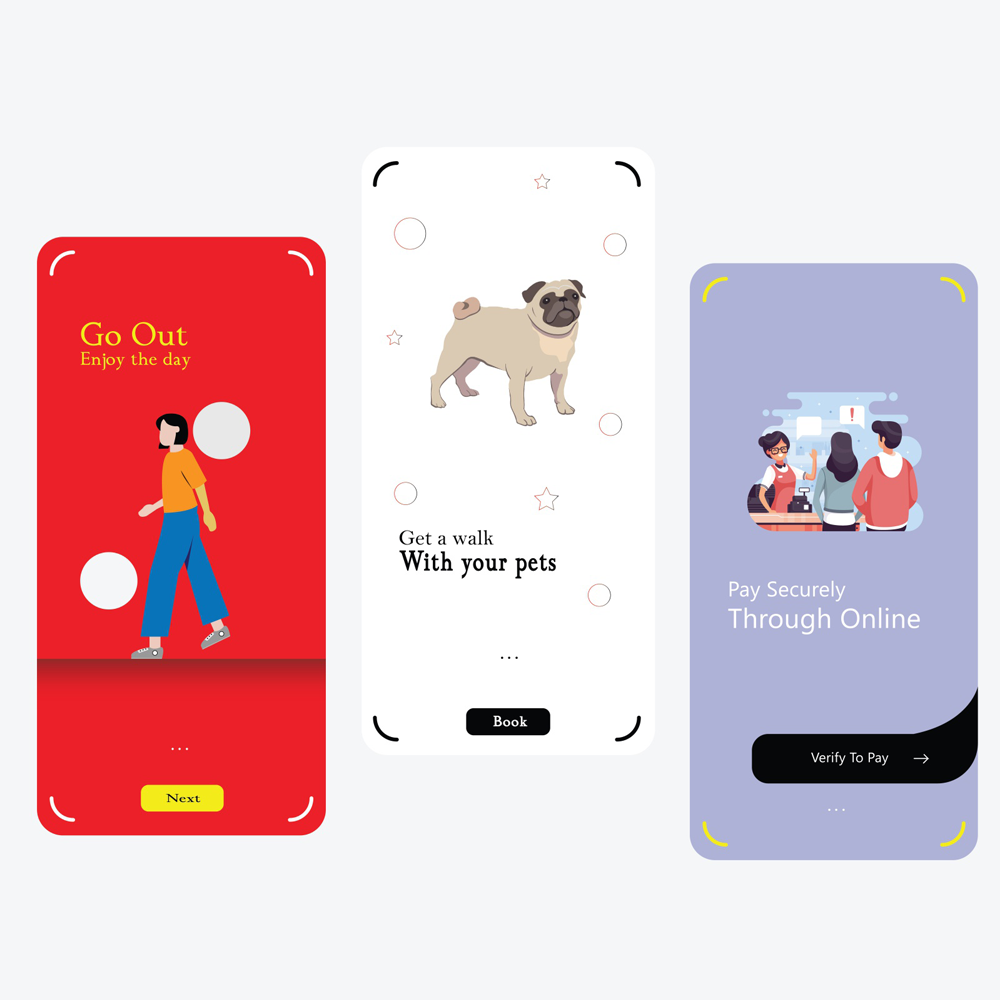 Go Out
Enjoy the day
...
Next
Get a walk
With your pets
...
Book
!
Pay Securely
Through Online
Verify To Pay →
...